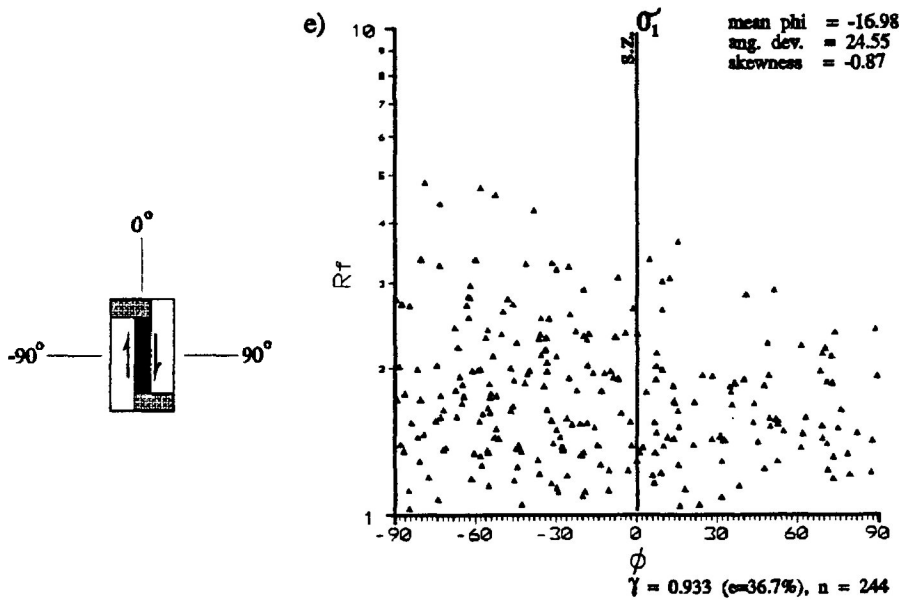 e)
mean phi = -16.98
ang. dev. = 24.55
skewness = -0.87
σ1
s.z.
10
9
8
7
6
5
4
3
2
1
Rf
-90 -60 -30 0 30 60 90
ϕ
γ = 0.933 (e=36.7%), n = 244
0°
-90° 90°